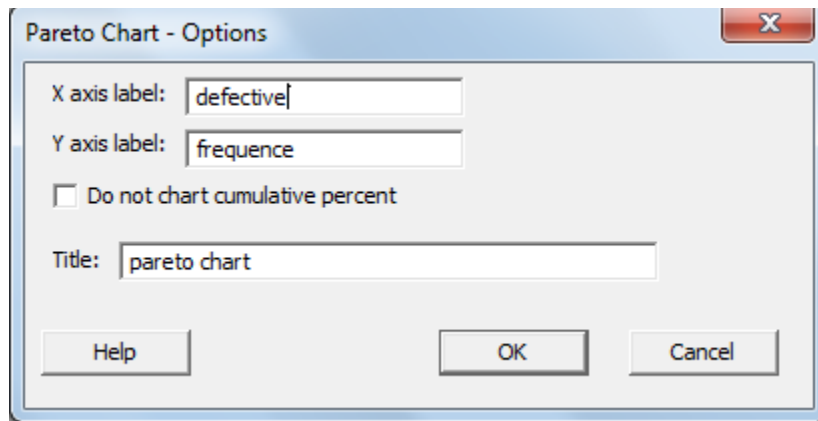 Pareto Chart - Options
X axis label: defective
Y axis label: frequence
Do not chart cumulative percent
Title: pareto chart
Help OK Cancel